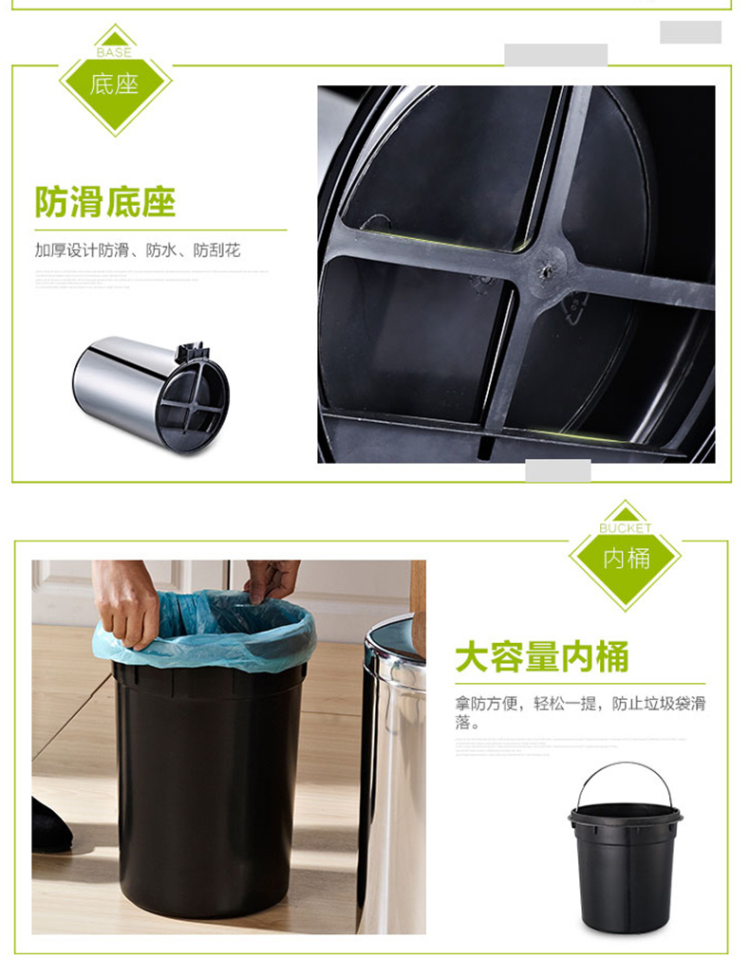 BASE
底座
防滑底座
加厚设计防滑、防水、防刮花
BUCKET
内桶
大容量内桶
拿防方便，轻松一提，防止垃圾袋滑
落。